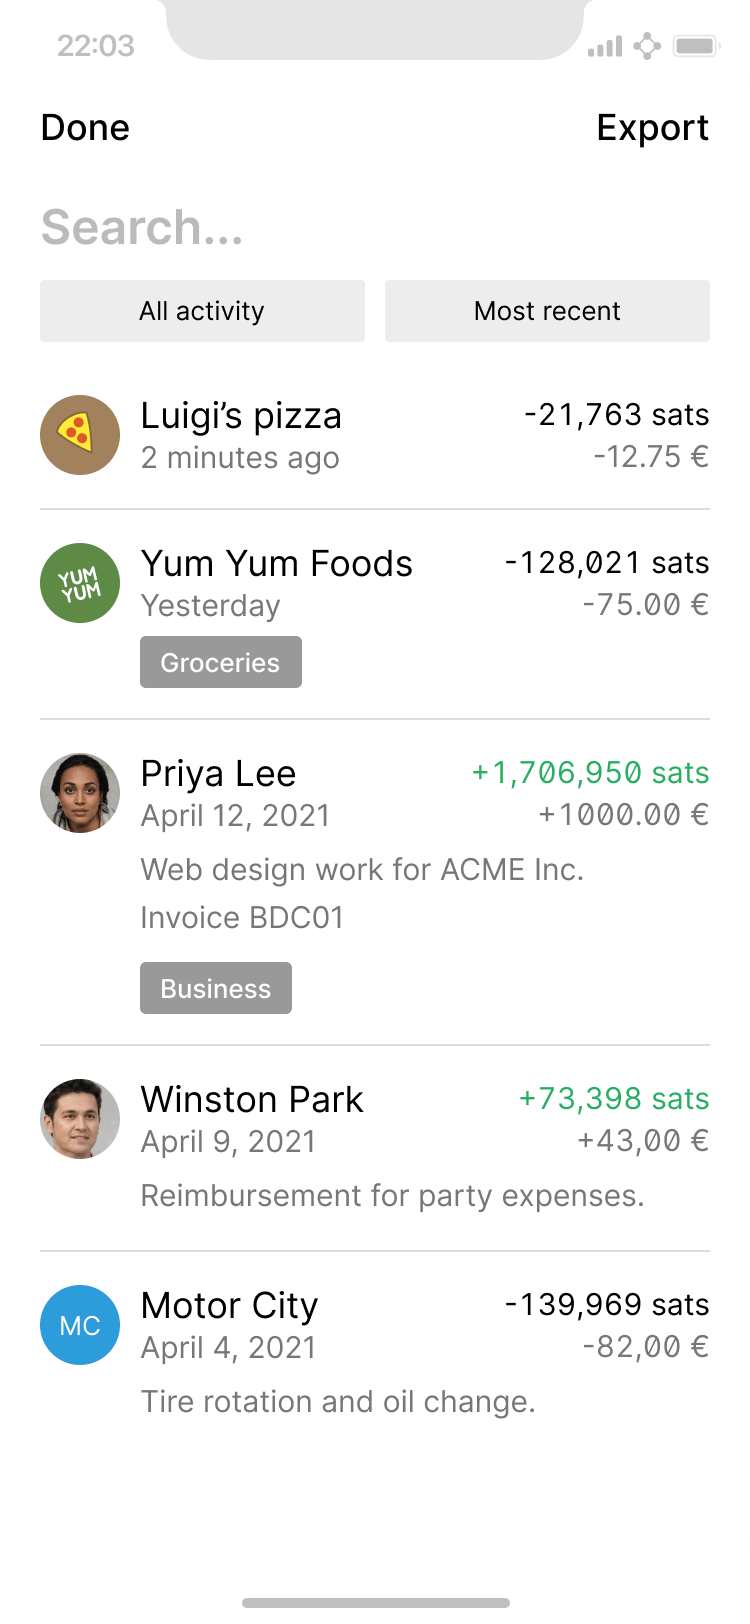 22:03
Done
Export
Search...
All activity
Most recent
Luigi’s pizza
-21,763 sats
2 minutes ago
-12.75 €
YUM
YUM
Yum Yum Foods
-128,021 sats
Yesterday
-75.00 €
Groceries
Priya Lee
+1,706,950 sats
April 12, 2021
+1000.00 €
Web design work for ACME Inc.
Invoice BDC01
Business
Winston Park
+73,398 sats
April 9, 2021
+43,00 €
Reimbursement for party expenses.
MC
Motor City
-139,969 sats
April 4, 2021
-82,00 €
Tire rotation and oil change.